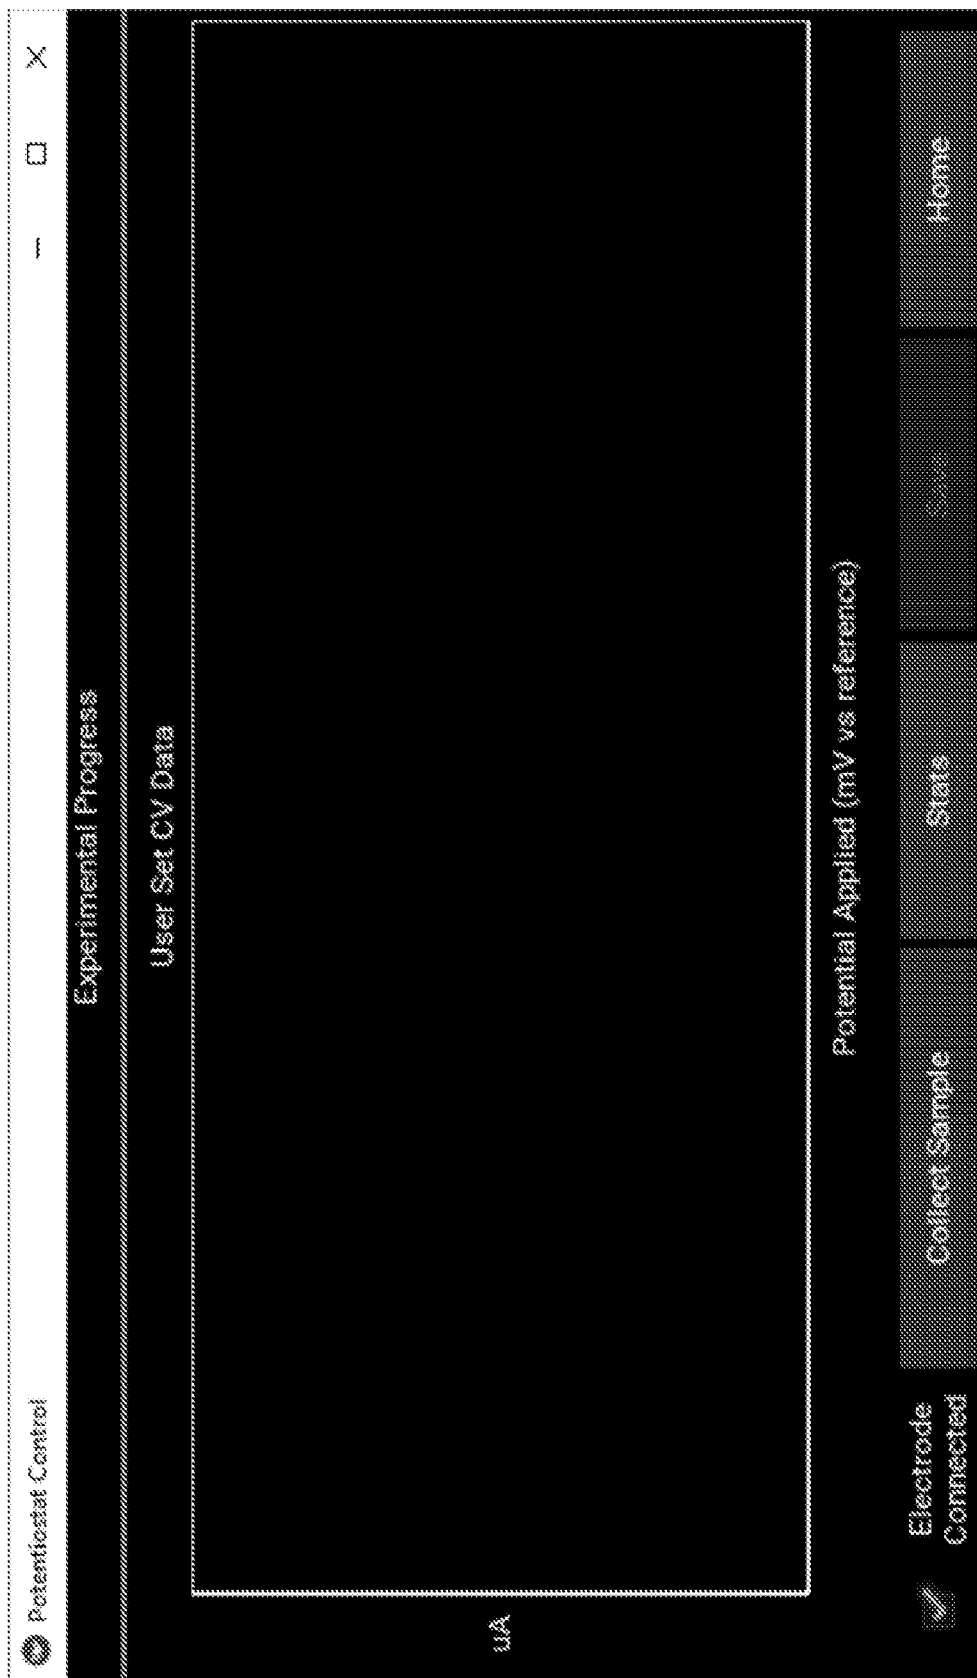 Potentiostat Control
Experimental Progress
User Set CV Data
uA
Potential Applied (mV vs reference)
Electrode
Connected
Collect Sample
Stats
Home